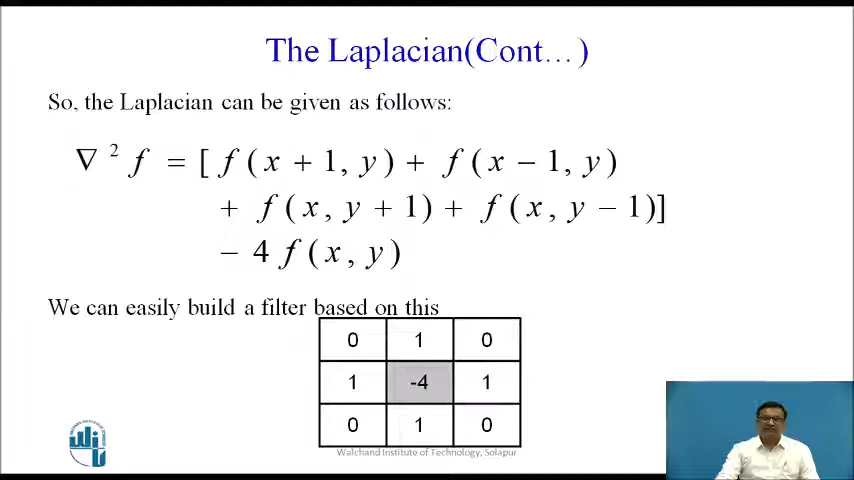 The Laplacian(Cont...)
So, the Laplacian can be given as follows:
∇ 2 f = [ f ( x + 1, y ) + f ( x − 1, y )
+ f ( x , y + 1) + f ( x , y − 1)]
− 4 f ( x , y )
We can easily build a filter based on this
0 1 0
1 -4 1
0 1 0
Walchand Institute of Technology, Solapur